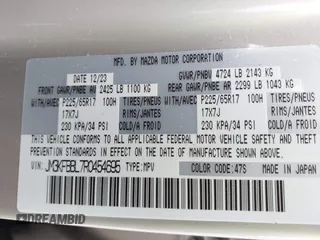 MFD. BY MAZDA MOTOR CORPORATION
DATE 12/23
GVWR/PNBV 4724 LB 2143 KG
FRONT GAWR/PNBE AV 2425 LB 1100 KG
REAR GAWR/PNBE AR 2299 LB 1043 KG
WITH/AVEC P225/65R17 100H TIRES/PNEUS
17X7J RIMS/JANTES
230 KPA/34 PSI COLD/A FROID
WITH/AVEC P225/65R17 100H TIRES/PNEUS
17X7J
230 KPA/34 PSI COLD/A FROID
THIS VEHICLE CONFORMS TO ALL APPLICABLE FEDERAL MOTOR VEHICLE SAFETY
AND THEFT PREVENTION STANDARDS IN EFFECT ON THE DATE OF MANUFACTURE
SHOWN ABOVE.
VIN: TYPE:MPV COLOR CODE:47S MADE IN JAPAN
DREAMBID